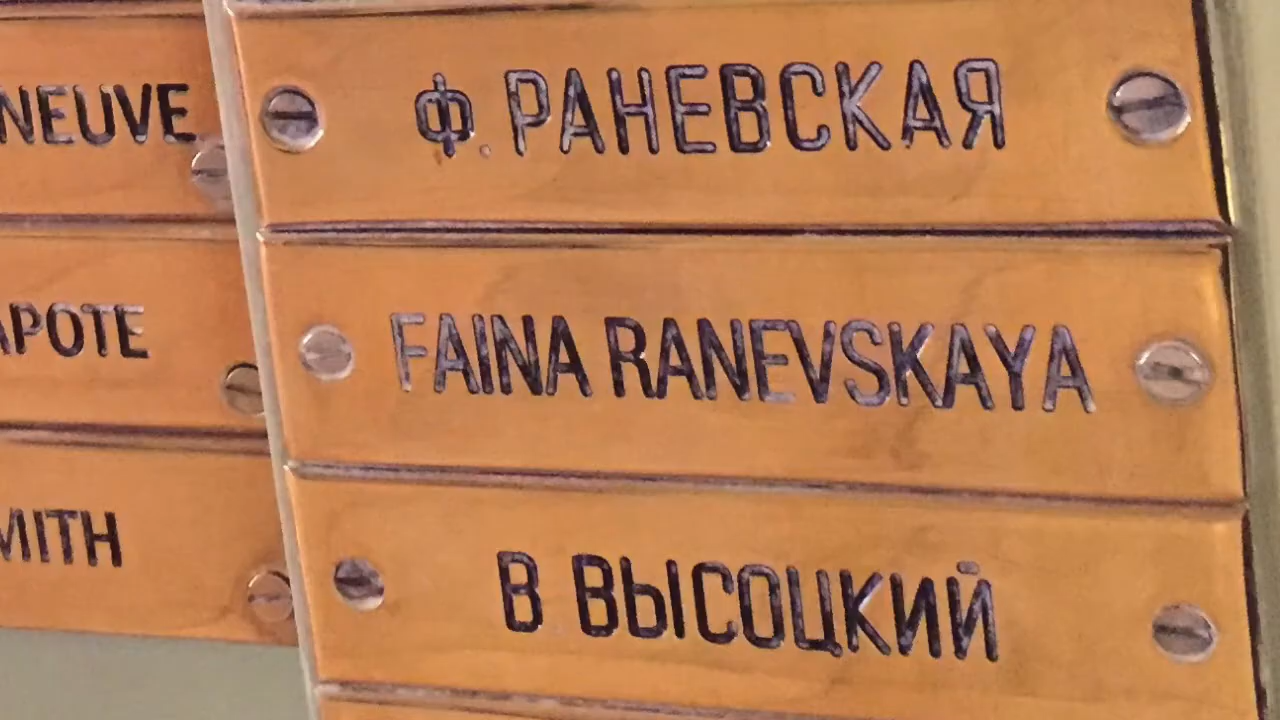 NEUVE
APOTE
MITH
Ф. РАНЕВСКАЯ
FAINA RANEVSKAYA
В ВЫСОЦКИЙ